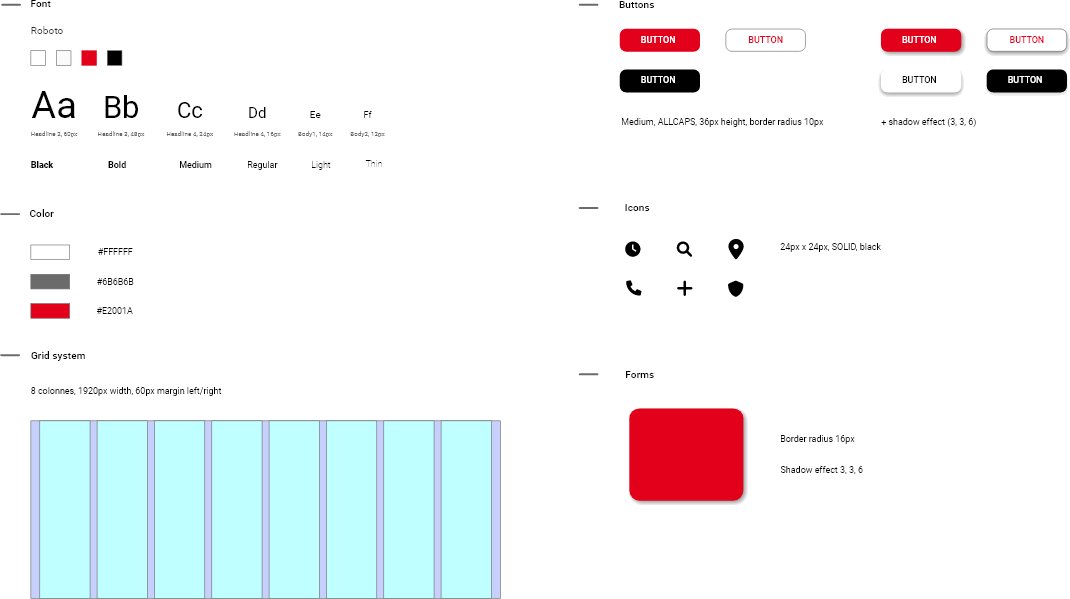 Font
Roboto
Aa Bb Cc Dd Ee Ff
Headline 2, 60px Headline 3, 48px Headline 4, 34px Headline 4, 16px Body1, 14px Body2, 12px
Black Bold Medium Regular Light Thin
Color
#FFFFFF
#6B6B6B
#E2001A
Grid system
8 colonnes, 1920px width, 60px margin left/right
Buttons
BUTTON BUTTON BUTTON BUTTON
BUTTON BUTTON BUTTON
Medium, ALLCAPS, 36px height, border radius 10px + shadow effect (3, 3, 6)
Icons
24px x 24px, SOLID, black
Forms
Border radius 16px
Shadow effect 3, 3, 6